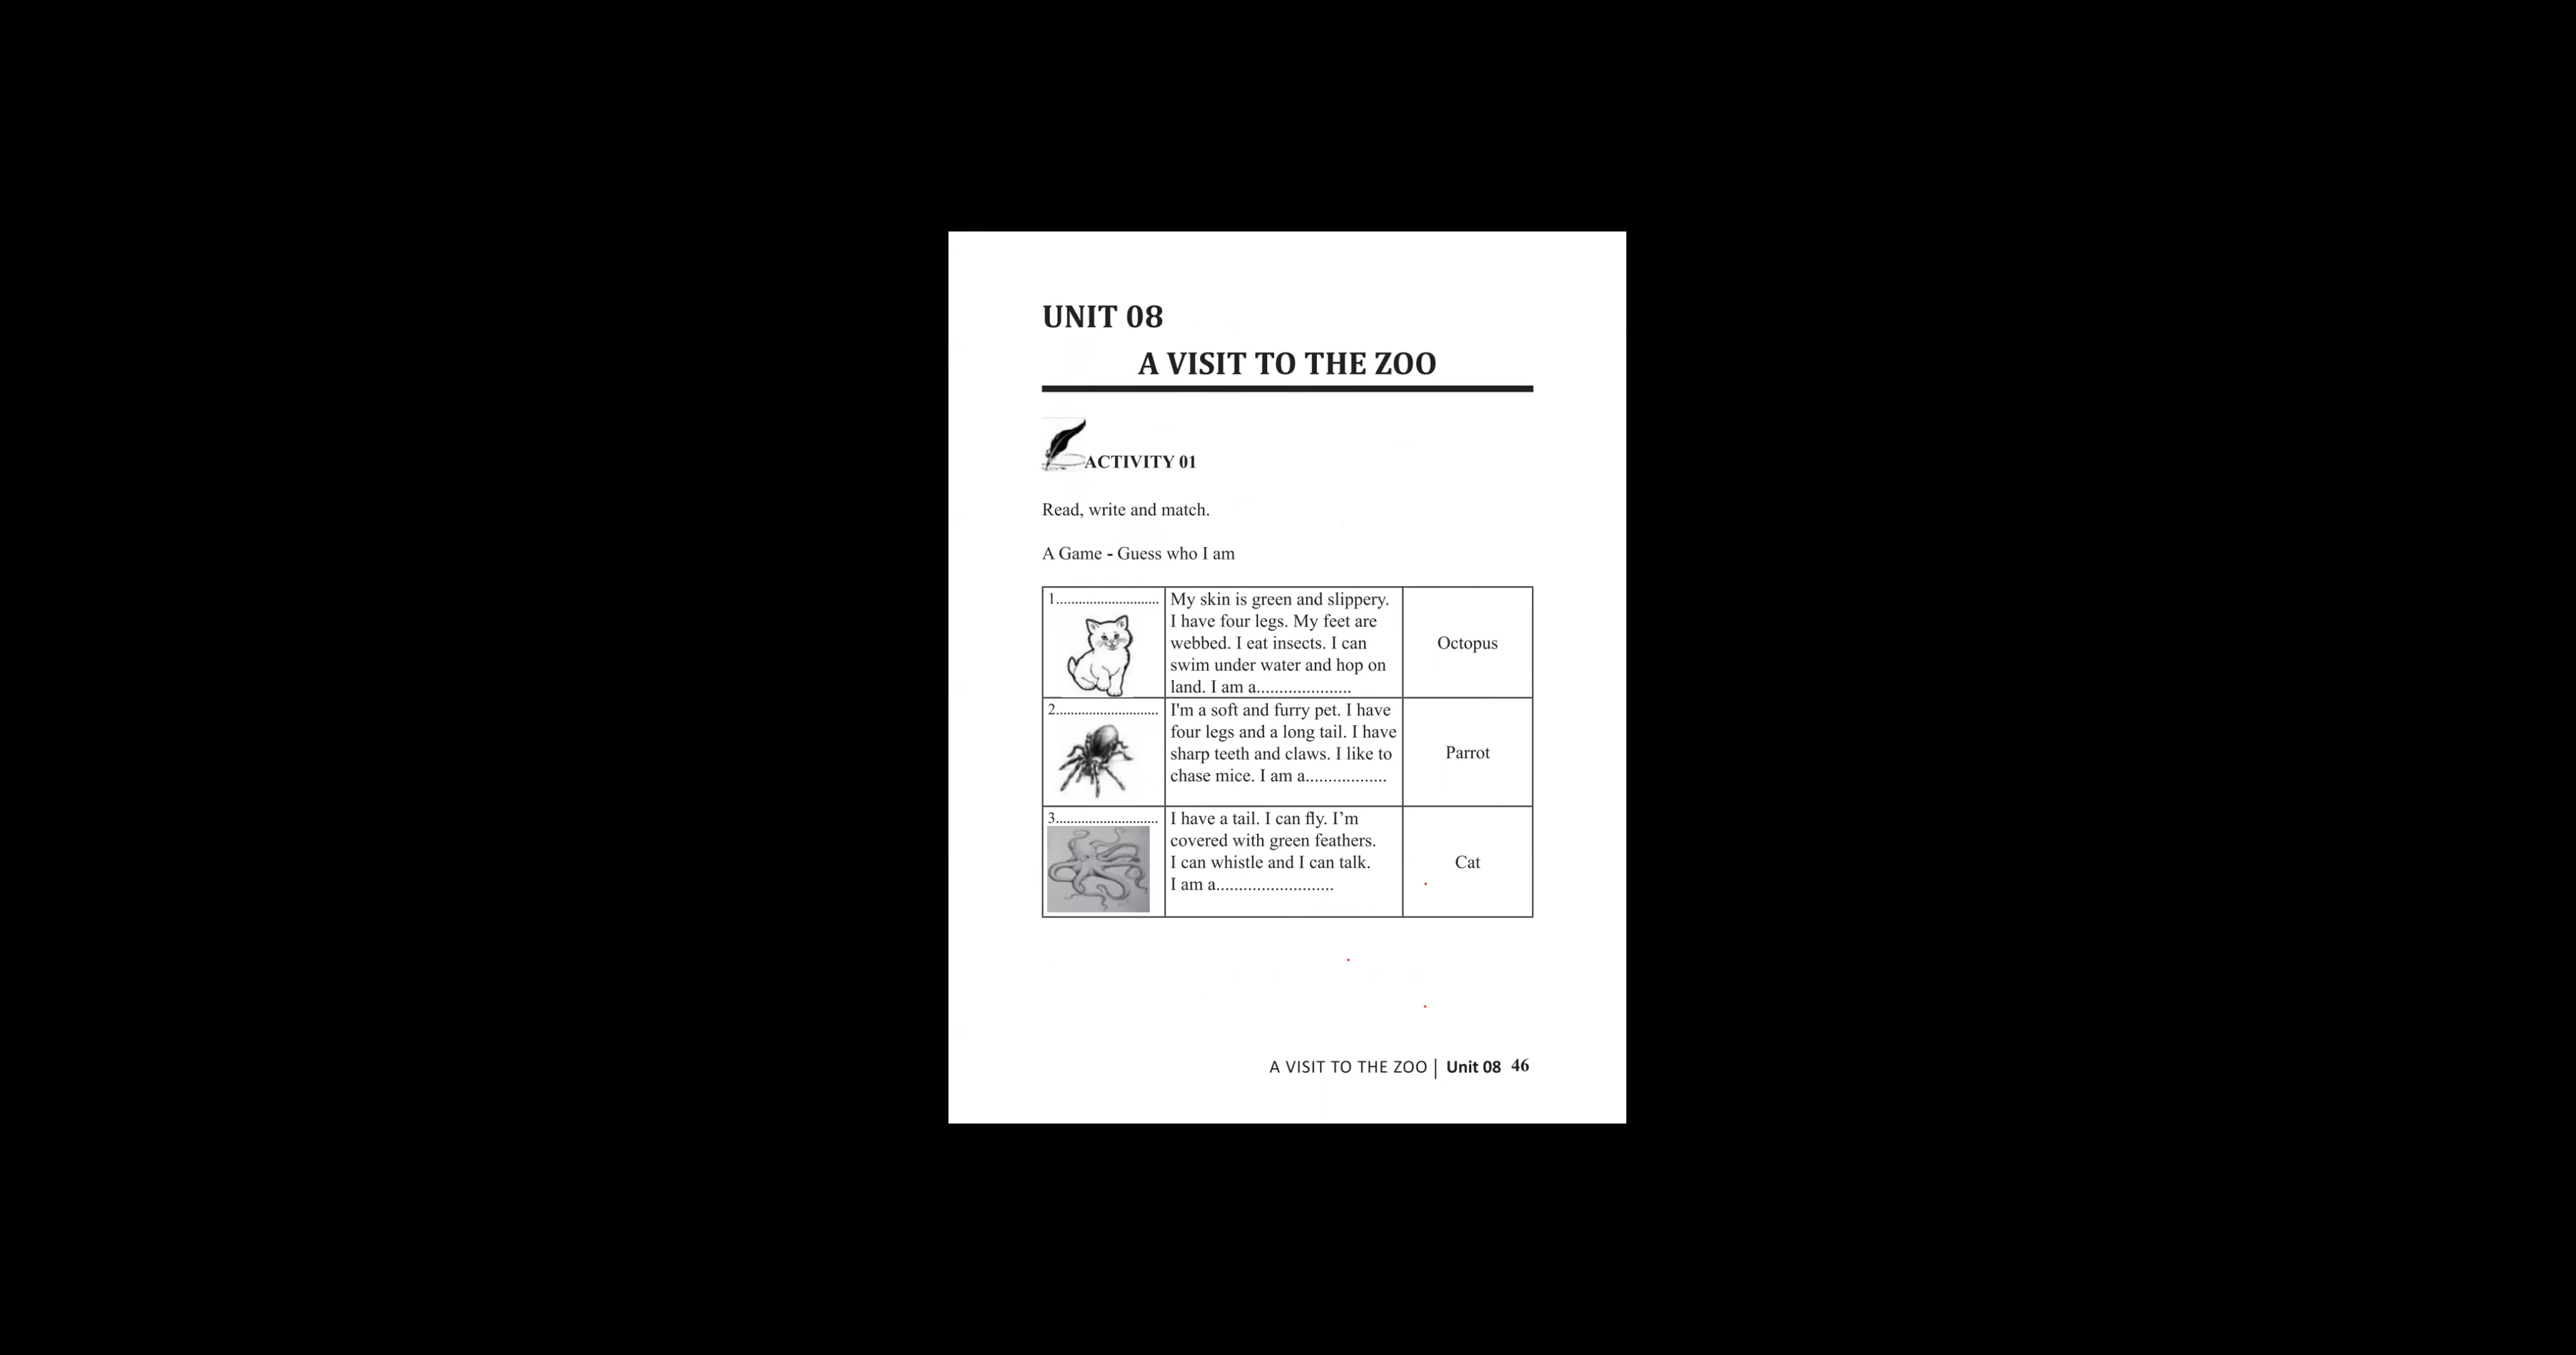 UNIT 08
A VISIT TO THE ZOO
ACTIVITY 01
Read, write and match.
A Game - Guess who I am
1...........................
My skin is green and slippery.
I have four legs. My feet are
webbed. I eat insects. I can
swim under water and hop on
land. I am a.....................
Octopus
2...........................
I'm a soft and furry pet. I have
four legs and a long tail. I have
sharp teeth and claws. I like to
chase mice. I am a..................
Parrot
3...........................
I have a tail. I can fly. I’m
covered with green feathers.
I can whistle and I can talk.
I am a..........................
Cat
A VISIT TO THE ZOO | Unit 08 46